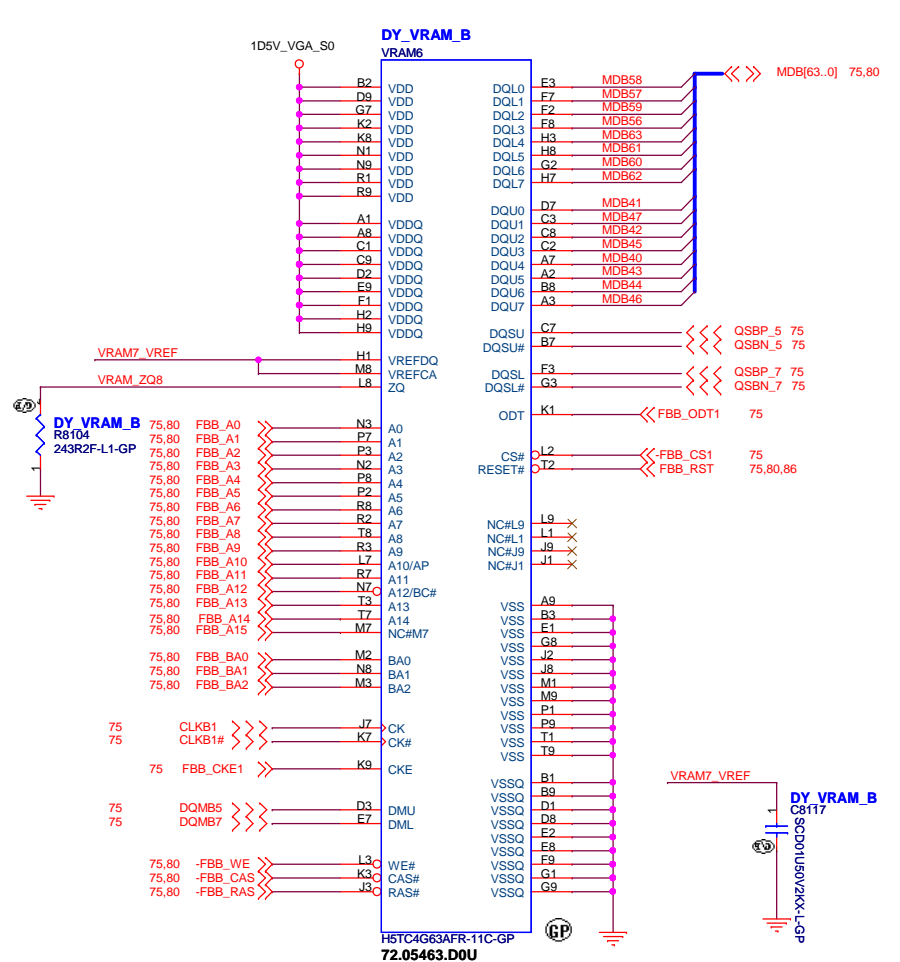 DY_VRAM_B
VRAM6
1D5V_VGA_S0
B2 VDD DQL0 E3 MDB58 MDB[63..0] 75,80
D9 VDD DQL1 F7 MDB57
G7 VDD DQL2 F2 MDB59
K2 VDD DQL3 F8 MDB56
K8 VDD DQL4 H3 MDB63
N1 VDD DQL5 H8 MDB61
N9 VDD DQL6 G2 MDB60
R1 VDD DQL7 H7 MDB62
R9 VDD
A1 VDDQ DQU0 D7 MDB41
A8 VDDQ DQU1 C3 MDB47
C1 VDDQ DQU2 C8 MDB42
C9 VDDQ DQU3 C2 MDB45
D2 VDDQ DQU4 A7 MDB40
E9 VDDQ DQU5 A2 MDB43
F1 VDDQ DQU6 B8 MDB44
H2 VDDQ DQU7 A3 MDB46
H9 VDDQ DQSU C7 QSBP_5 75
DQSU# B7 QSBN_5 75
VRAM7_VREF H1 VREFDQ
M8 VREFCA DQSL F3 QSBP_7 75
VRAM_ZQ8 L8 ZQ DQSL# G3 QSBN_7 75
ODT K1 FBB_ODT1 75
DY_VRAM_B
R8104
243R2F-L1-GP
1
75,80 FBB_A0 N3 A0
75,80 FBB_A1 P7 A1
75,80 FBB_A2 P3 A2 CS# L2 -FBB_CS1 75
75,80 FBB_A3 N2 A3 RESET# T2 FBB_RST 75,80,86
75,80 FBB_A4 P8 A4
75,80 FBB_A5 P2 A5
75,80 FBB_A6 R8 A6
75,80 FBB_A7 R2 A7 NC#L9 L9
75,80 FBB_A8 T8 A8 NC#L1 L1
75,80 FBB_A9 R3 A9 NC#J9 J9
75,80 FBB_A10 L7 A10/AP NC#J1 J1
75,80 FBB_A11 R7 A11
75,80 FBB_A12 N7 A12/BC#
75,80 FBB_A13 T3 A13 VSS A9
75,80 FBB_A14 T7 A14 VSS B3
75,80 FBB_A15 M7 NC#M7 VSS E1
VSS G8
75,80 FBB_BA0 M2 BA0 VSS J2
75,80 FBB_BA1 N8 BA1 VSS J8
75,80 FBB_BA2 M3 BA2 VSS M1
VSS M9
VSS P1
75 CLKB1 J7 CK VSS P9
75 CLKB1# K7 CK# VSS T1
VSS T9
75 FBB_CKE1 K9 CKE
VSSQ B1
VSSQ B9
75 DQMB5 D3 DMU VSSQ D1
75 DQMB7 E7 DML VSSQ D8
VSSQ E2
VSSQ E8
75,80 -FBB_WE L3 WE# VSSQ F9
75,80 -FBB_CAS K3 CAS# VSSQ G1
75,80 -FBB_RAS J3 RAS# VSSQ G9
VRAM7_VREF
1
DY_VRAM_B
C8117
SCD01U50V2KX-L-GP
GP
H5TC4G63AFR-11C-GP
72.05463.D0U